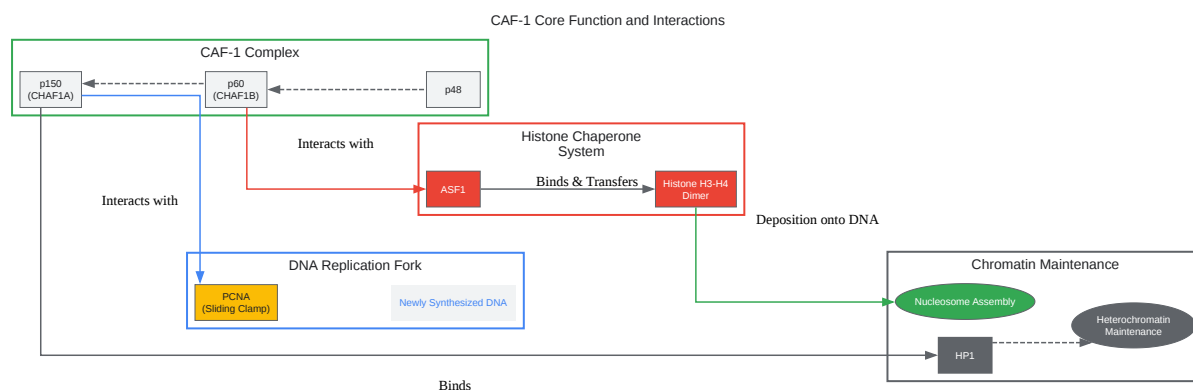 CAF-1 Core Function and Interactions
CAF-1 Complex
p150
(CHAF1A)
p60
(CHAF1B)
p48
Interacts with
Histone Chaperone
System
ASF1
Binds & Transfers
Histone H3-H4
Dimer
Interacts with
Deposition onto DNA
DNA Replication Fork
PCNA
(Sliding Clamp)
Newly Synthesized DNA
Chromatin Maintenance
Nucleosome Assembly
Heterochromatin
Maintenance
HP1
Binds